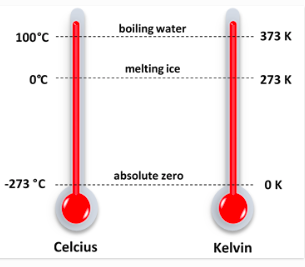 boiling water
100℃ 373 K
melting ice
0℃ 273 K
absolute zero
-273 °C 0 K
Celcius Kelvin